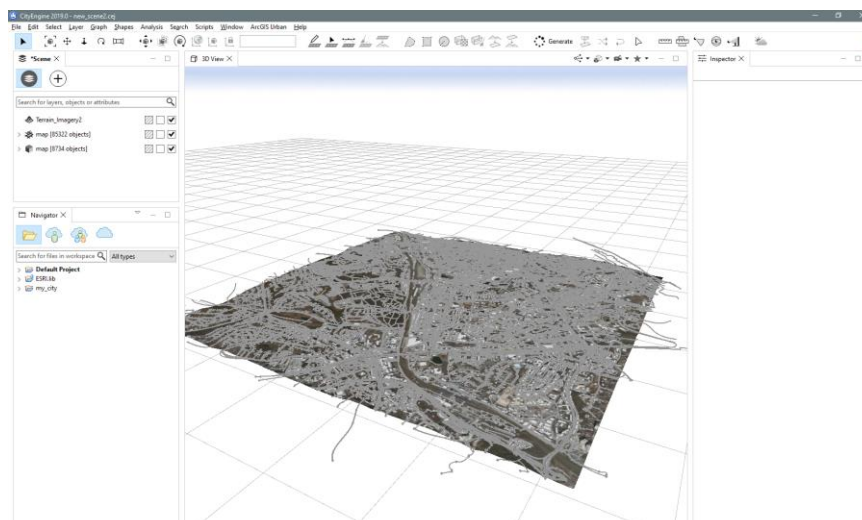 CityEngine 2019.0 - new_scene2.cej
File Edit Select Layer Graph Shapes Analysis Search Scripts Window ArcGIS Urban Help
Generate
*Scene
3D View
Inspector
Search for layers, objects or attributes
Terrain_Imagery2
map [85322 objects]
map [8734 objects]
Navigator
Search for files in workspace
All types
Default Project
ESRI.lib
my_city